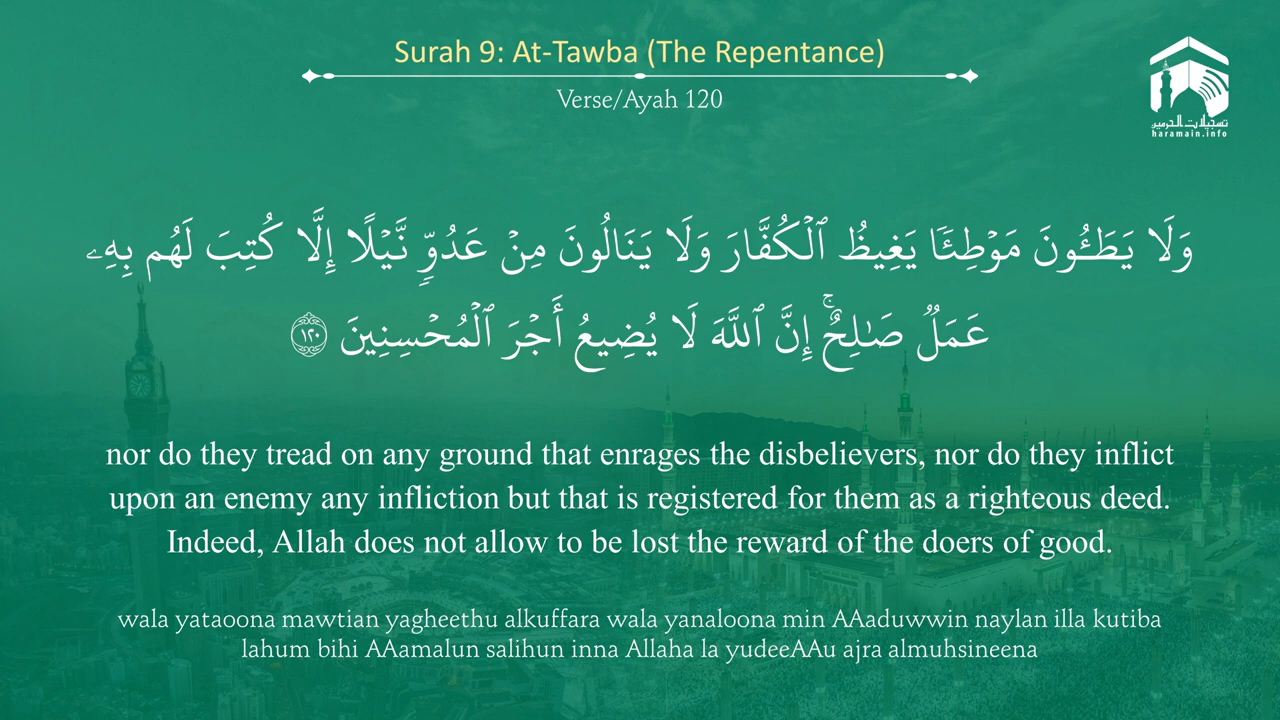 Surah 9: At-Tawba (The Repentance)
Verse/Ayah 120
تسجيلات الحرمين
haramain.info
وَلَا يَطَـُٔونَ مَوْطِئًا يَغِيظُ ٱلْكُفَّارَ وَلَا يَنَالُونَ مِنْ عَدُوٍّ نَّيْلًا إِلَّا كُتِبَ لَهُم بِهِۦ
عَمَلٌ صَـٰلِحٌ ۚ إِنَّ ٱللَّهَ لَا يُضِيعُ أَجْرَ ٱلْمُحْسِنِينَ ١٢٠
nor do they tread on any ground that enrages the disbelievers, nor do they inflict
upon an enemy any infliction but that is registered for them as a righteous deed.
Indeed, Allah does not allow to be lost the reward of the doers of good.
wala yataoona mawtian yagheethu alkuffara wala yanaloona min AAaduwwin naylan illa kutiba
lahum bihi AAamalun salihun inna Allaha la yudeeAAu ajra almuhsineena